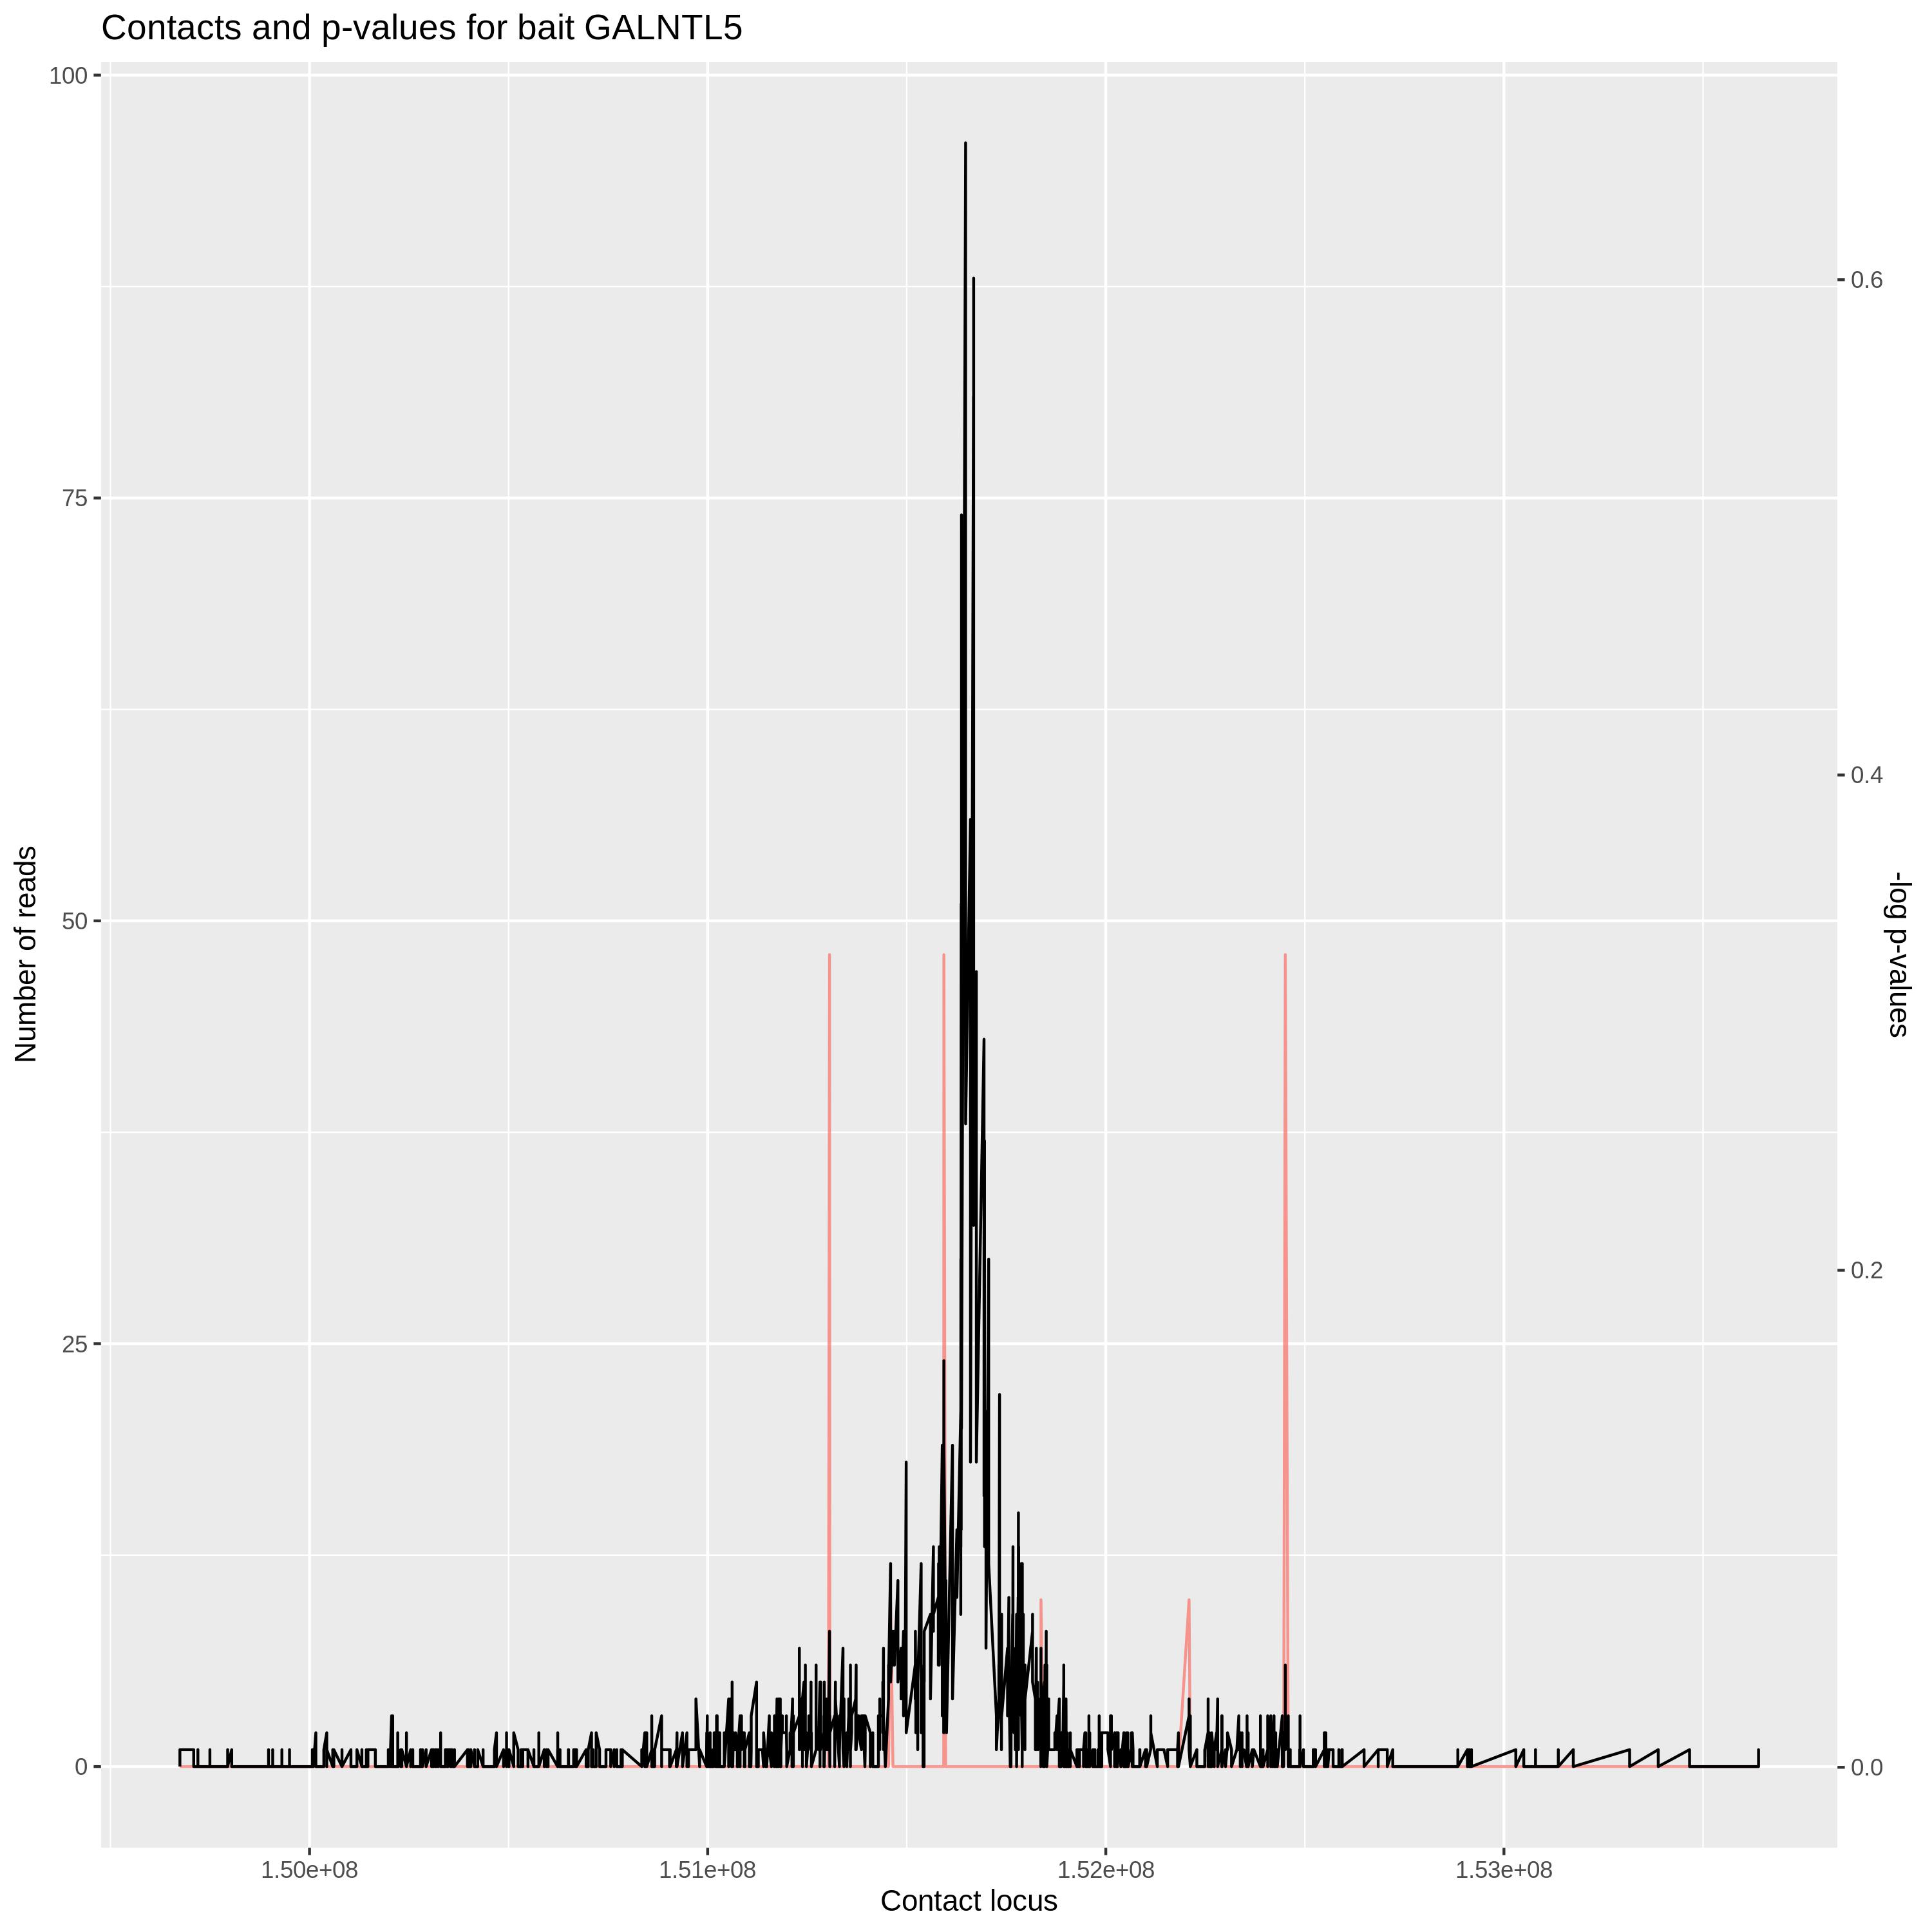 Contacts and p-values for bait GALNTL5
100
75
50
25
0
Number of reads
0.6
0.4
0.2
0.0
-log p-values
1.50e+08
1.51e+08
1.52e+08
1.53e+08
Contact locus